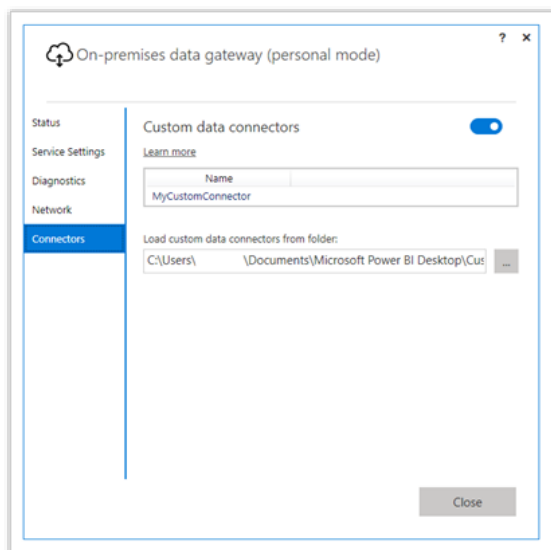 ? ×
On-premises data gateway (personal mode)
Status
Service Settings
Diagnostics
Network
Connectors
Custom data connectors
Learn more
Name
MyCustomConnector
Load custom data connectors from folder:
C:\Users\ \Documents\Microsoft Power BI Desktop\Cus
...
Close